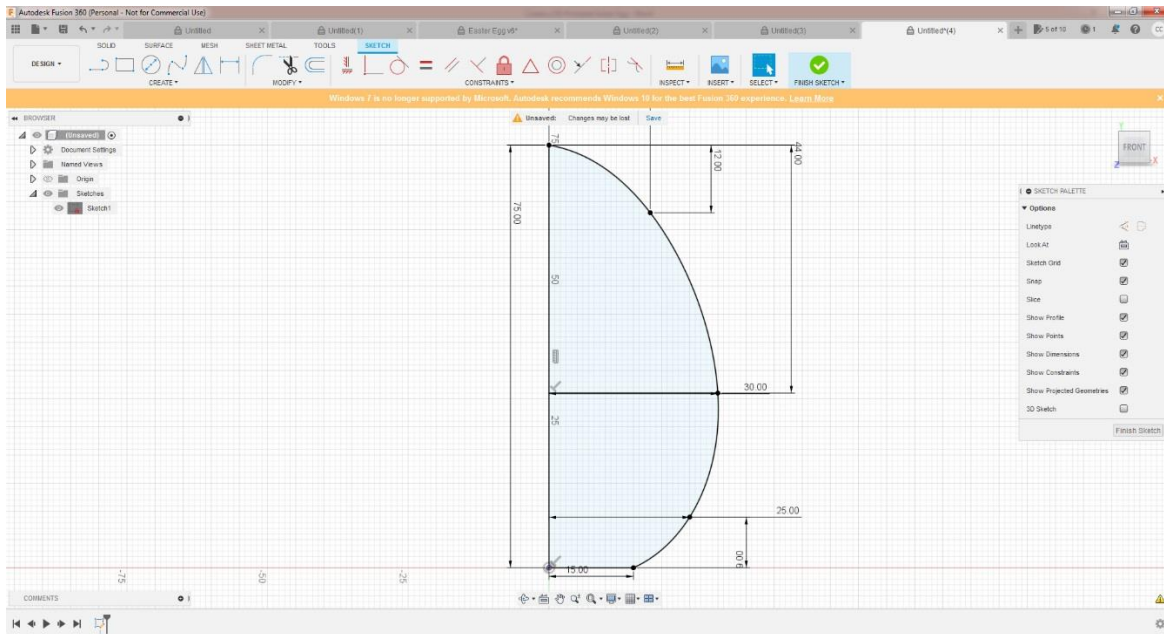 Autodesk Fusion 360 (Personal - Not for Commercial Use)
Untitled
Untitled(1)
Easter Egg v6*
Untitled(2)
Untitled(3)
Untitled*(4)
5 of 10
1
CC
SOLID SURFACE MESH SHEET METAL TOOLS SKETCH
DESIGN
CREATE MODIFY CONSTRAINTS INSPECT INSERT SELECT FINISH SKETCH
Windows 7 is no longer supported by Microsoft. Autodesk recommends Windows 10 for the best Fusion 360 experience. Learn More
BROWSER
(Unsaved)
Document Settings
Named Views
Origin
Sketches
Sketch1
Unsaved: Changes may be lost Save
75
12.00
44.00
75.00
50
30.00
25
25.00
9.00
15.00
-75
-50
-25
FRONT
Y
Z
X
SKETCH PALETTE
Options
Linetype
Look At
Sketch Grid
Snap
Slice
Show Profile
Show Points
Show Dimensions
Show Constraints
Show Projected Geometries
3D Sketch
Finish Sketch
COMMENTS